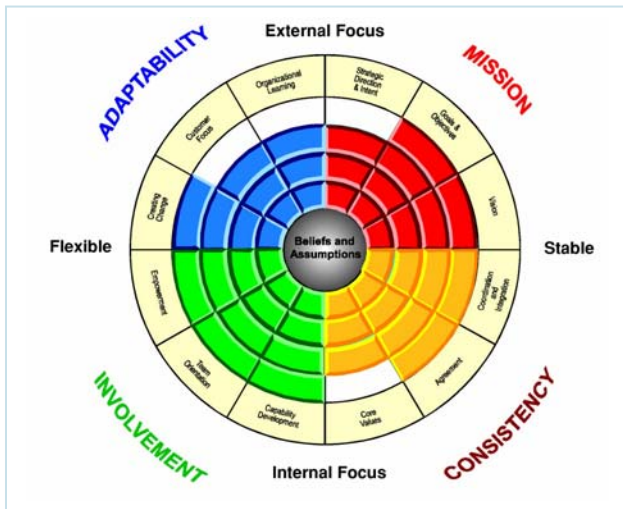 External Focus
ADAPTABILITY
MISSION
Organizational
Learning
Strategic
Direction
& Intent
Customer
Focus
Goals &
Objectives
Creating
Change
Vision
Flexible
Beliefs and
Assumptions
Stable
Empowerment
Coordination
and
Integration
Team
Orientation
Agreement
Capability
Development
Core
Values
INVOLVEMENT
CONSISTENCY
Internal Focus